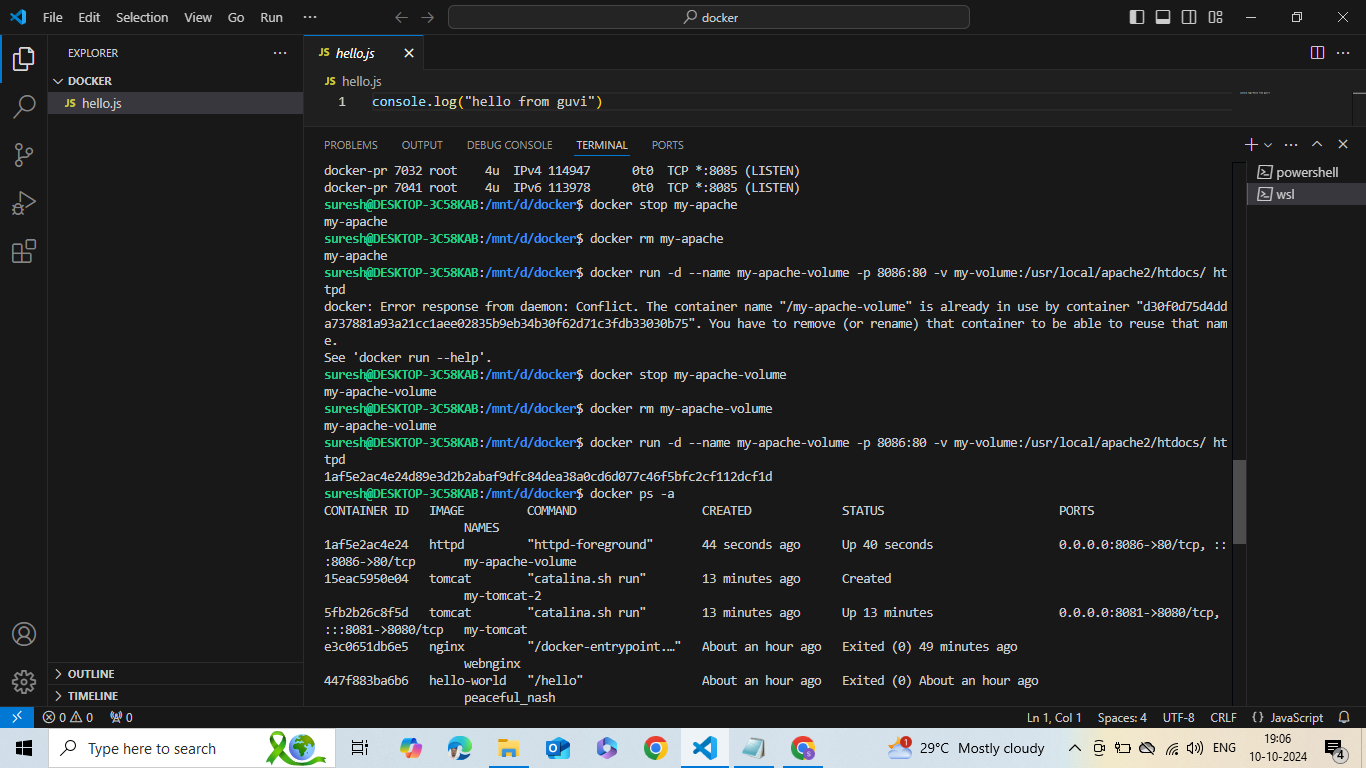 File Edit Selection View Go Run ··· docker
EXPLORER ···
DOCKER
JS hello.js
OUTLINE
TIMELINE
JS hello.js
JS hello.js
1 console.log("hello from guvi")
PROBLEMS OUTPUT DEBUG CONSOLE TERMINAL PORTS
powershell
wsl
docker-pr 7032 root 4u IPv4 114947 0t0 TCP *:8085 (LISTEN)
docker-pr 7041 root 4u IPv6 113978 0t0 TCP *:8085 (LISTEN)
suresh@DESKTOP-3C58KAB:/mnt/d/docker$ docker stop my-apache
my-apache
suresh@DESKTOP-3C58KAB:/mnt/d/docker$ docker rm my-apache
my-apache
suresh@DESKTOP-3C58KAB:/mnt/d/docker$ docker run -d --name my-apache-volume -p 8086:80 -v my-volume:/usr/local/apache2/htdocs/ ht
tpd
docker: Error response from daemon: Conflict. The container name "/my-apache-volume" is already in use by container "d30f0d75d4dd
a737881a93a21cc1aee02835b9eb34b30f62d71c3fdb33030b75". You have to remove (or rename) that container to be able to reuse that nam
e.
See 'docker run --help'.
suresh@DESKTOP-3C58KAB:/mnt/d/docker$ docker stop my-apache-volume
my-apache-volume
suresh@DESKTOP-3C58KAB:/mnt/d/docker$ docker rm my-apache-volume
my-apache-volume
suresh@DESKTOP-3C58KAB:/mnt/d/docker$ docker run -d --name my-apache-volume -p 8086:80 -v my-volume:/usr/local/apache2/htdocs/ ht
tpd
1af5e2ac4e24d89e3d2b2abaf9dfc84dea38a0cd6d077c46f5bfc2cf112dcf1d
suresh@DESKTOP-3C58KAB:/mnt/d/docker$ docker ps -a
CONTAINER ID IMAGE COMMAND CREATED STATUS PORTS
NAMES
1af5e2ac4e24 httpd "httpd-foreground" 44 seconds ago Up 40 seconds 0.0.0.0:8086->80/tcp, ::
:8086->80/tcp my-apache-volume
15eac5950e04 tomcat "catalina.sh run" 13 minutes ago Created
my-tomcat-2
5fb2b26c8f5d tomcat "catalina.sh run" 13 minutes ago Up 13 minutes 0.0.0.0:8081->8080/tcp,
:::8081->8080/tcp my-tomcat
e3c0651db6e5 nginx "/docker-entrypoint.…" About an hour ago Exited (0) 49 minutes ago
webnginx
447f883ba6b6 hello-world "/hello" About an hour ago Exited (0) About an hour ago
peaceful_nash
0 0 0 Ln 1, Col 1 Spaces: 4 UTF-8 CRLF {} JavaScript
Type here to search 1 29°C Mostly cloudy ENG 19:06
10-10-2024 4